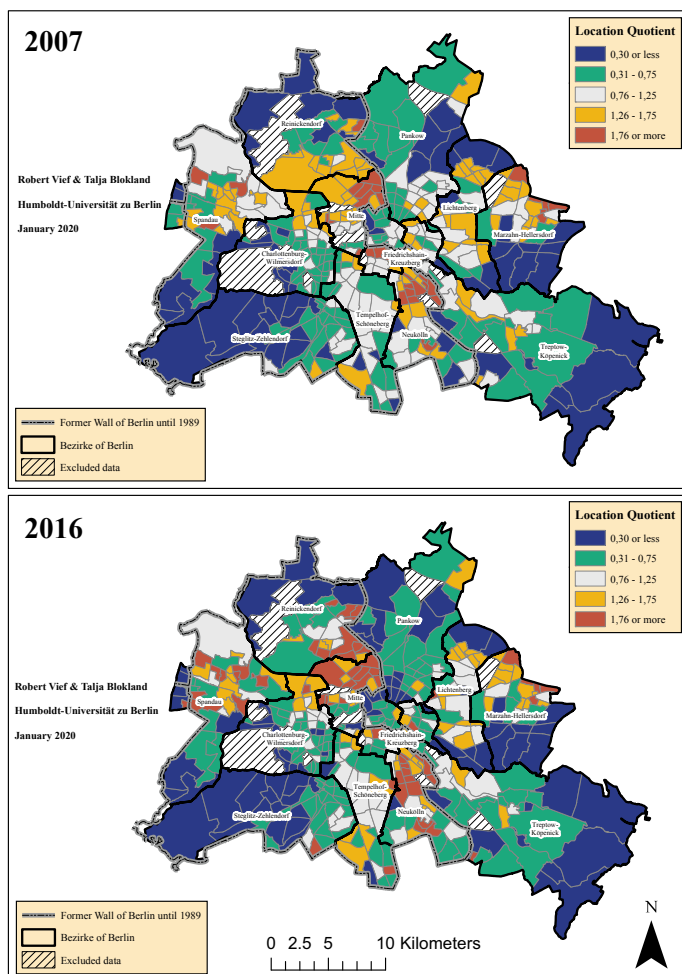 2007
Location Quotient
0,30 or less
0,31 - 0,75
0,76 - 1,25
1,26 - 1,75
1,76 or more
Reinickendorf
Pankow
Robert Vief & Talja Blokland
Humboldt-Universität zu Berlin
January 2020
Spandau
Mitte
Lichtenberg
Marzahn-Hellersdorf
Charlottenburg-
Wilmersdorf
Friedrichshain-
Kreuzberg
Tempelhof-
Schöneberg
Steglitz-Zehlendorf
Neukölln
Treptow-
Köpenick
Former Wall of Berlin until 1989
Bezirke of Berlin
Excluded data
2016
Location Quotient
0,30 or less
0,31 - 0,75
0,76 - 1,25
1,26 - 1,75
1,76 or more
Reinickendorf
Pankow
Robert Vief & Talja Blokland
Humboldt-Universität zu Berlin
January 2020
Spandau
Mitte
Lichtenberg
Marzahn-Hellersdorf
Charlottenburg-
Wilmersdorf
Friedrichshain-
Kreuzberg
Tempelhof-
Schöneberg
Steglitz-Zehlendorf
Neukölln
Treptow-
Köpenick
Former Wall of Berlin until 1989
Bezirke of Berlin
Excluded data
0 2.5 5 10 Kilometers
N